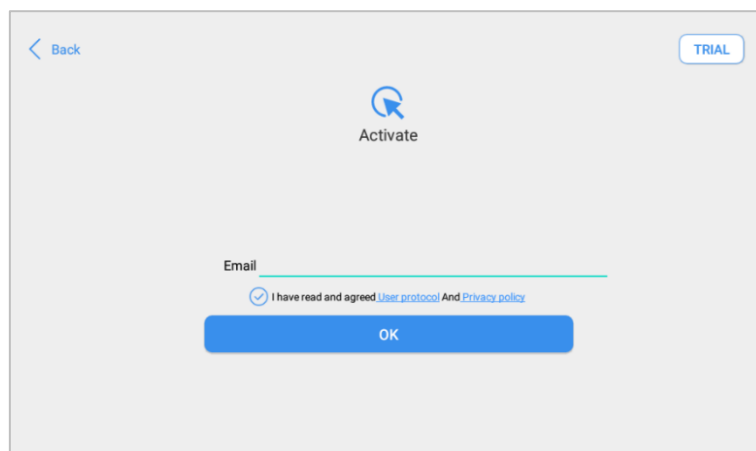 Back
TRIAL
Activate
Email
I have read and agreed User protocol And Privacy policy
OK